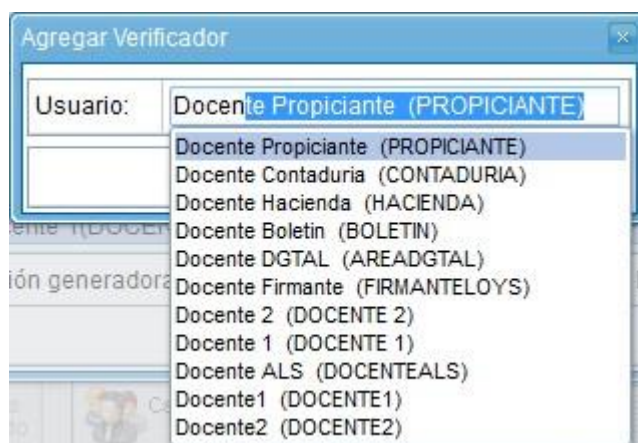 Agregar Verificador
Usuario:
Docente Propiciante (PROPICIANTE)
Docente Propiciante (PROPICIANTE)
Docente Contaduria (CONTADURIA)
Docente Hacienda (HACIENDA)
Docente Boletin (BOLETIN)
Docente DGTAL (AREADGTAL)
Docente Firmante (FIRMANTELOYS)
Docente 2 (DOCENTE 2)
Docente 1 (DOCENTE 1)
Docente ALS (DOCENTEALS)
Docente1 (DOCENTE1)
Docente2 (DOCENTE2)
ión generadora